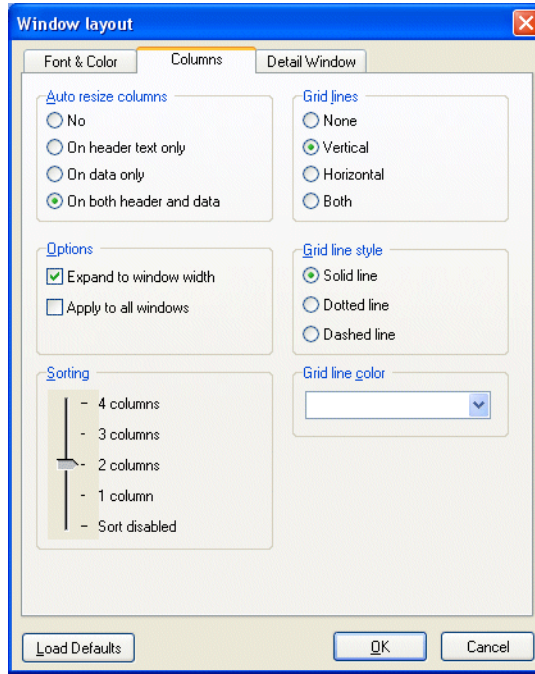 Window layout
Font & Color
Columns
Detail Window
Auto resize columns
No
On header text only
On data only
On both header and data
Grid lines
None
Vertical
Horizontal
Both
Options
Expand to window width
Apply to all windows
Grid line style
Solid line
Dotted line
Dashed line
Sorting
4 columns
3 columns
2 columns
1 column
Sort disabled
Grid line color
Load Defaults
OK
Cancel